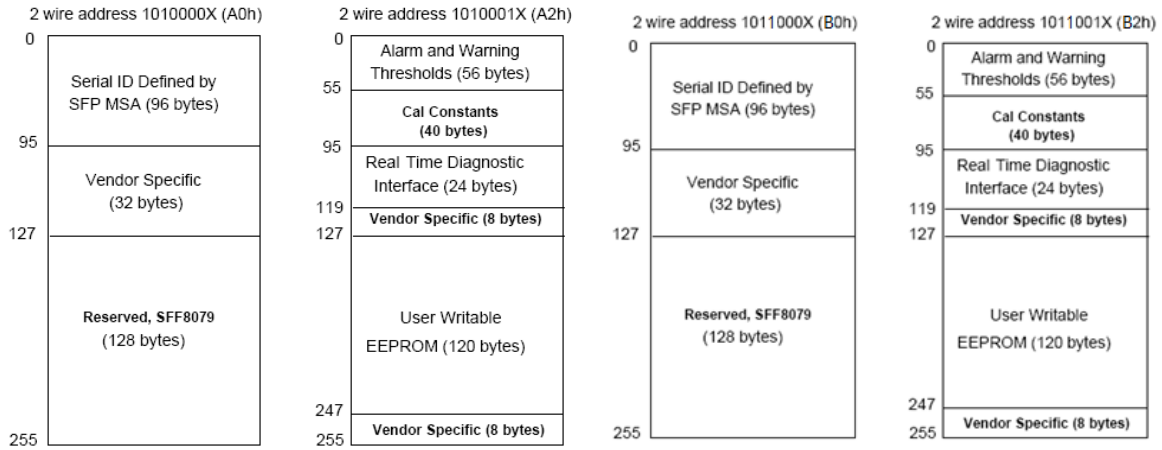 2 wire address 1010000X (A0h)
0
Serial ID Defined by
SFP MSA (96 bytes)
95
Vendor Specific
(32 bytes)
127
Reserved, SFF8079
(128 bytes)
255
2 wire address 1010001X (A2h)
0
Alarm and Warning
Thresholds (56 bytes)
55
Cal Constants
(40 bytes)
95
Real Time Diagnostic
Interface (24 bytes)
119
Vendor Specific (8 bytes)
127
User Writable
EEPROM (120 bytes)
247
Vendor Specific (8 bytes)
255
2 wire address 1011000X (B0h)
0
Serial ID Defined by
SFP MSA (96 bytes)
95
Vendor Specific
(32 bytes)
127
Reserved, SFF8079
(128 bytes)
255
2 wire address 1011001X (B2h)
0
Alarm and Warning
Thresholds (56 bytes)
55
Cal Constants
(40 bytes)
95
Real Time Diagnostic
Interface (24 bytes)
119
Vendor Specific (8 bytes)
127
User Writable
EEPROM (120 bytes)
247
Vendor Specific (8 bytes)
255